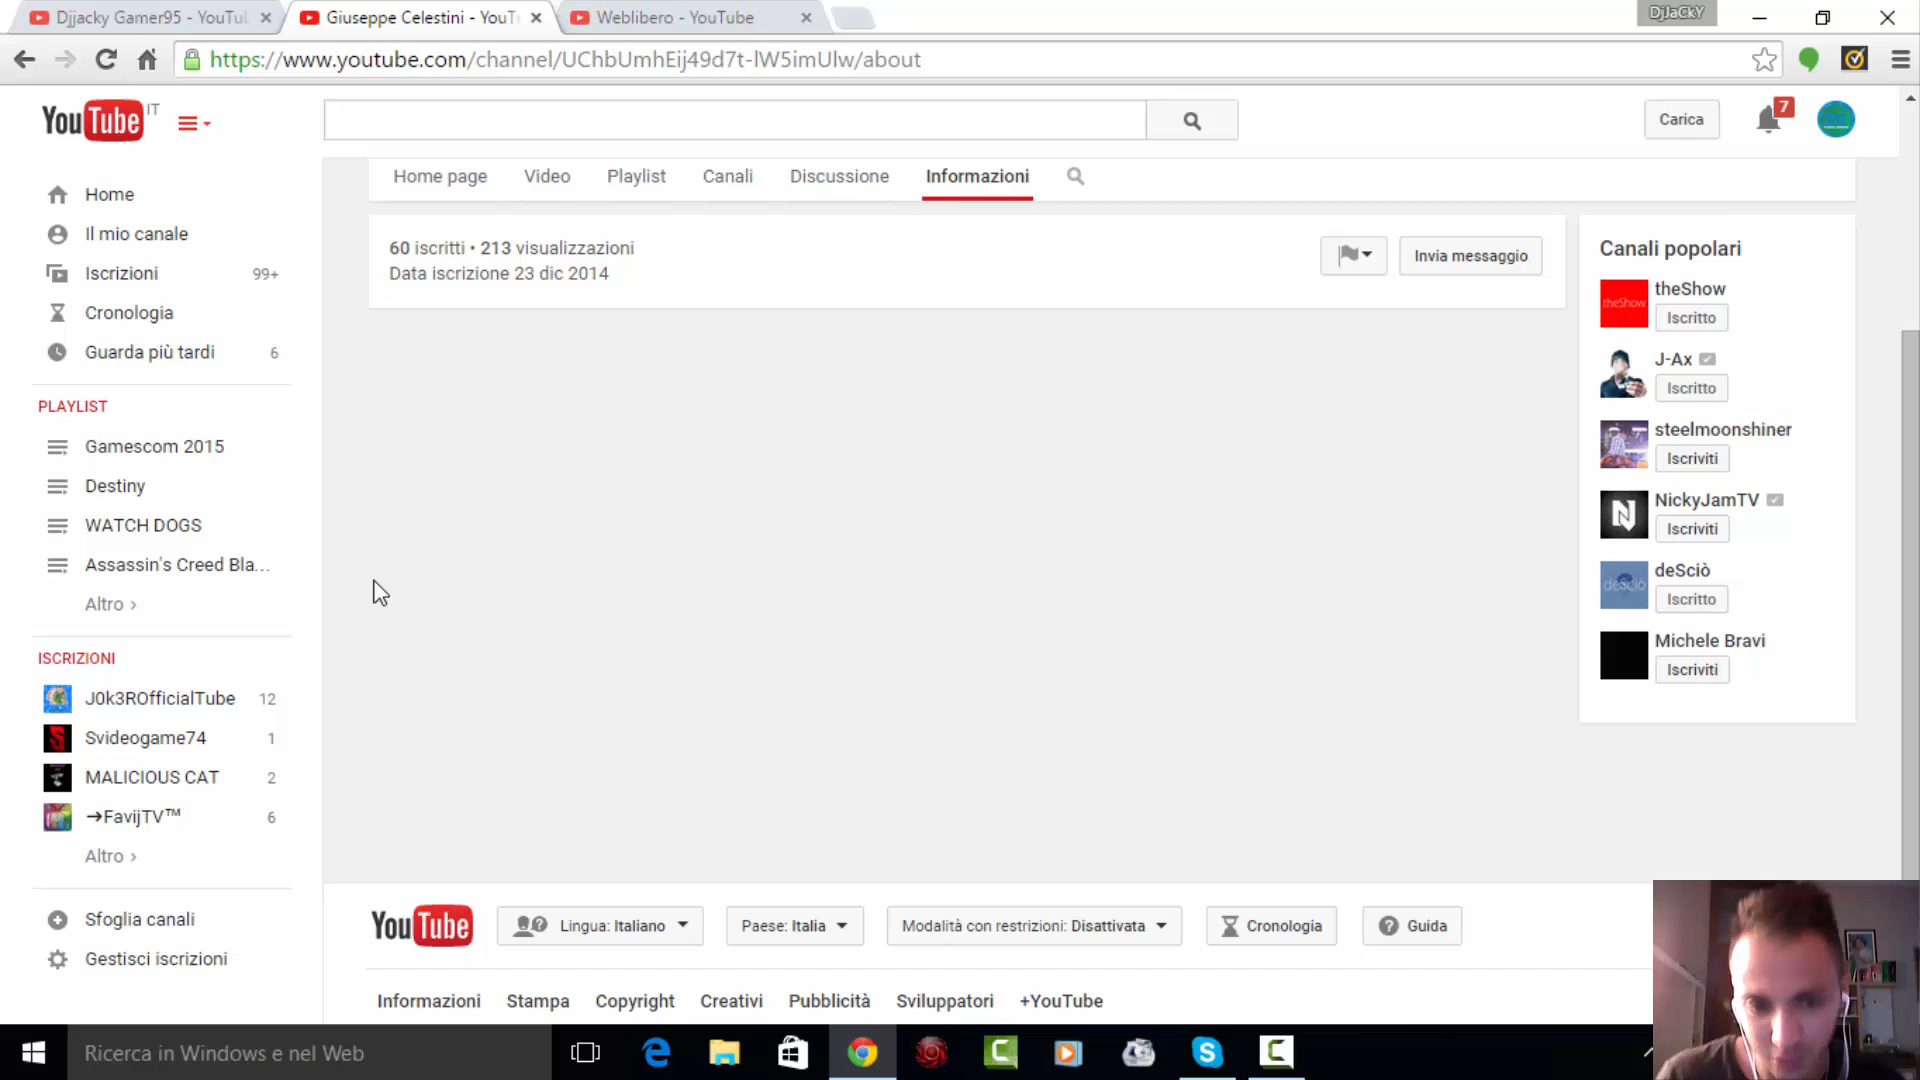 Djjacky Gamer95 - YouTu
Giuseppe Celestini - YouT
Weblibero - YouTube
DjJaCkY
https://www.youtube.com/channel/UChbUmhEij49d7t-lW5imUlw/about
YouTube IT
Carica
7
Home
Il mio canale
Iscrizioni 99+
Cronologia
Guarda più tardi 6
PLAYLIST
Gamescom 2015
Destiny
WATCH DOGS
Assassin's Creed Bla...
Altro ›
ISCRIZIONI
J0k3ROfficialTube 12
Svideogame74 1
MALICIOUS CAT 2
→FavijTV™ 6
Altro ›
Sfoglia canali
Gestisci iscrizioni
Home page Video Playlist Canali Discussione Informazioni
60 iscritti • 213 visualizzazioni
Data iscrizione 23 dic 2014
Invia messaggio
Canali popolari
theShow
theShow
Iscritto
J-Ax
Iscritto
steelmoonshiner
Iscriviti
NickyJamTV
Iscriviti
deSciò
deSciò
Iscritto
Michele Bravi
Iscriviti
YouTube
Lingua: Italiano
Paese: Italia
Modalità con restrizioni: Disattivata
Cronologia
Guida
Informazioni Stampa Copyright Creativi Pubblicità Sviluppatori +YouTube
Ricerca in Windows e nel Web